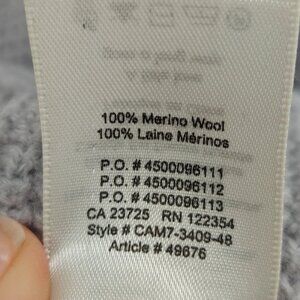 100% Merino Wool
100% Laine Mérinos
P.O. # 4500096111
P.O. # 4500096112
P.O. # 4500096113
CA 23725 RN 122354
Style # CAM7-3409-48
Article # 49676